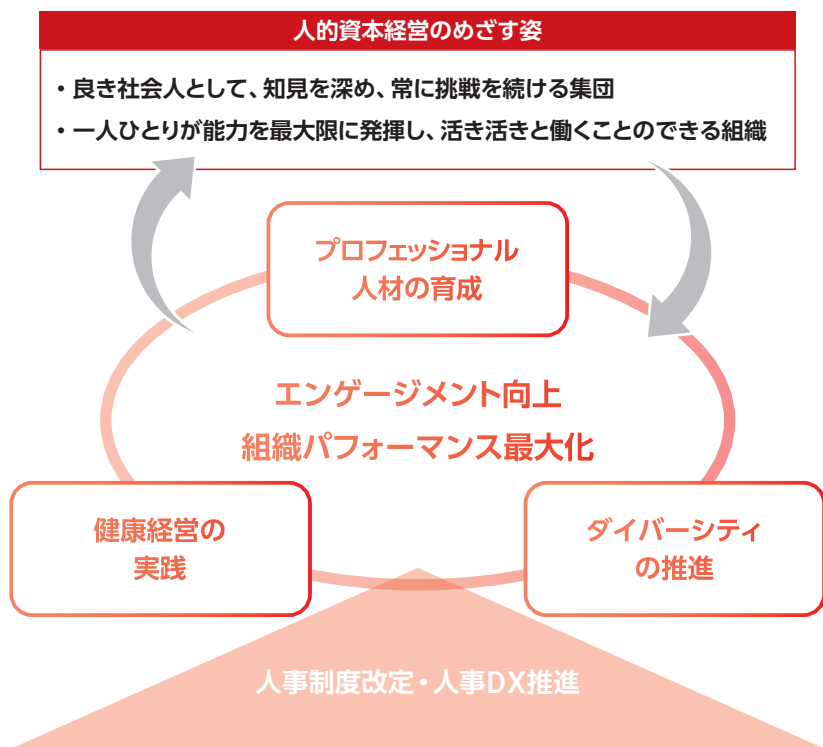 人的資本経営のめざす姿
・良き社会人として、知見を深め、常に挑戦を続ける集団
・一人ひとりが能力を最大限に発揮し、活き活きと働くことのできる組織
プロフェッショナル
人材の育成
エンゲージメント向上
組織パフォーマンス最大化
健康経営の
実践
ダイバーシティ
の推進
人事制度改定・人事DX推進